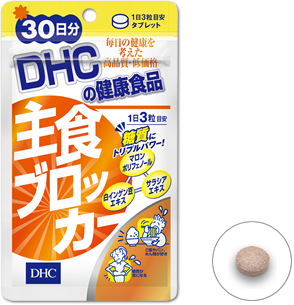 30日分
1日3粒目安
タブレット
毎日の健康を
考えた
高品質・低価格
DHC
の健康食品
1日3粒目安
主食
ブロッ
カー
糖質に
トリプルパワー!
マロン
ポリフェノール
白インゲン豆
エキス
サラシア
エキス
DHC